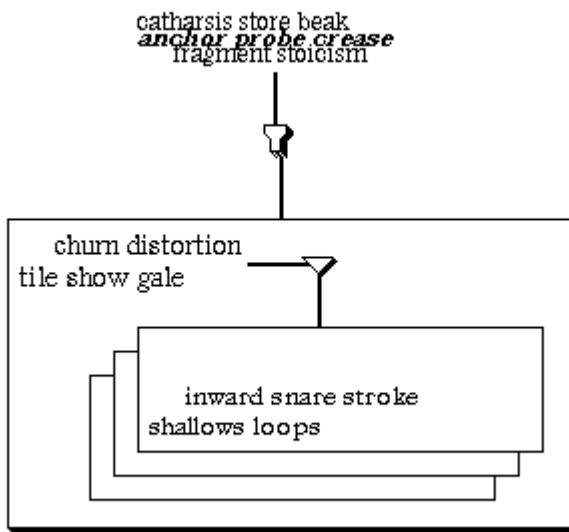 catharsis store beak
anchor probe crease
fragment stoicism
churn distortion
tile show gale
inward snare stroke
shallows loops